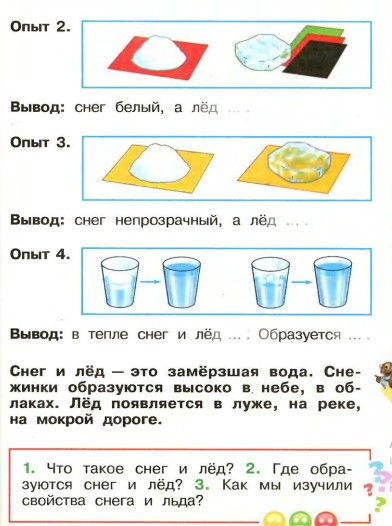 Опыт 2.
Вывод: снег белый, а лёд ... .
Опыт 3.
Вывод: снег непрозрачный, а лёд ... .
Опыт 4.
Вывод: в тепле снег и лёд ... . Образуется ... .
Снег и лёд — это замёрзшая вода. Сне-
жинки образуются высоко в небе, в об-
лаках. Лёд появляется в луже, на реке,
на мокрой дороге.
1. Что такое снег и лёд? 2. Где обра-
зуются снег и лёд? 3. Как мы изучили
свойства снега и льда?